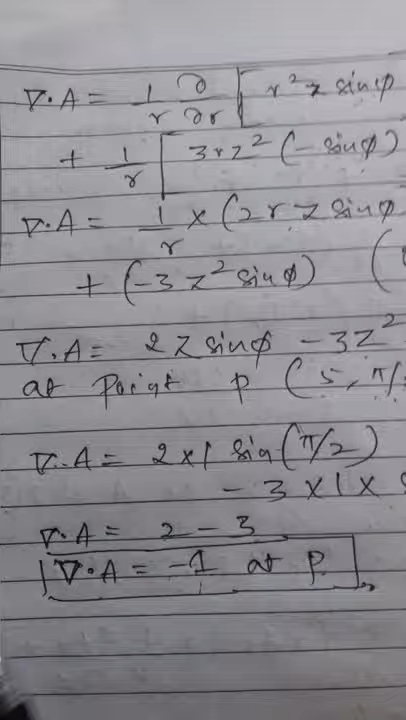 ∇·A = 1/r ∂/∂r [r²z sinφ
+ 1/r [3rz² (-sinφ)
∇·A = 1/r × (2rz sinφ
+ (-3z² sinφ) (
∇·A = 2z sinφ - 3z²
at point P (5, π/
∇·A = 2×1 sin(π/2)
- 3×1×
∇·A = 2 - 3
∇·A = -1 at P